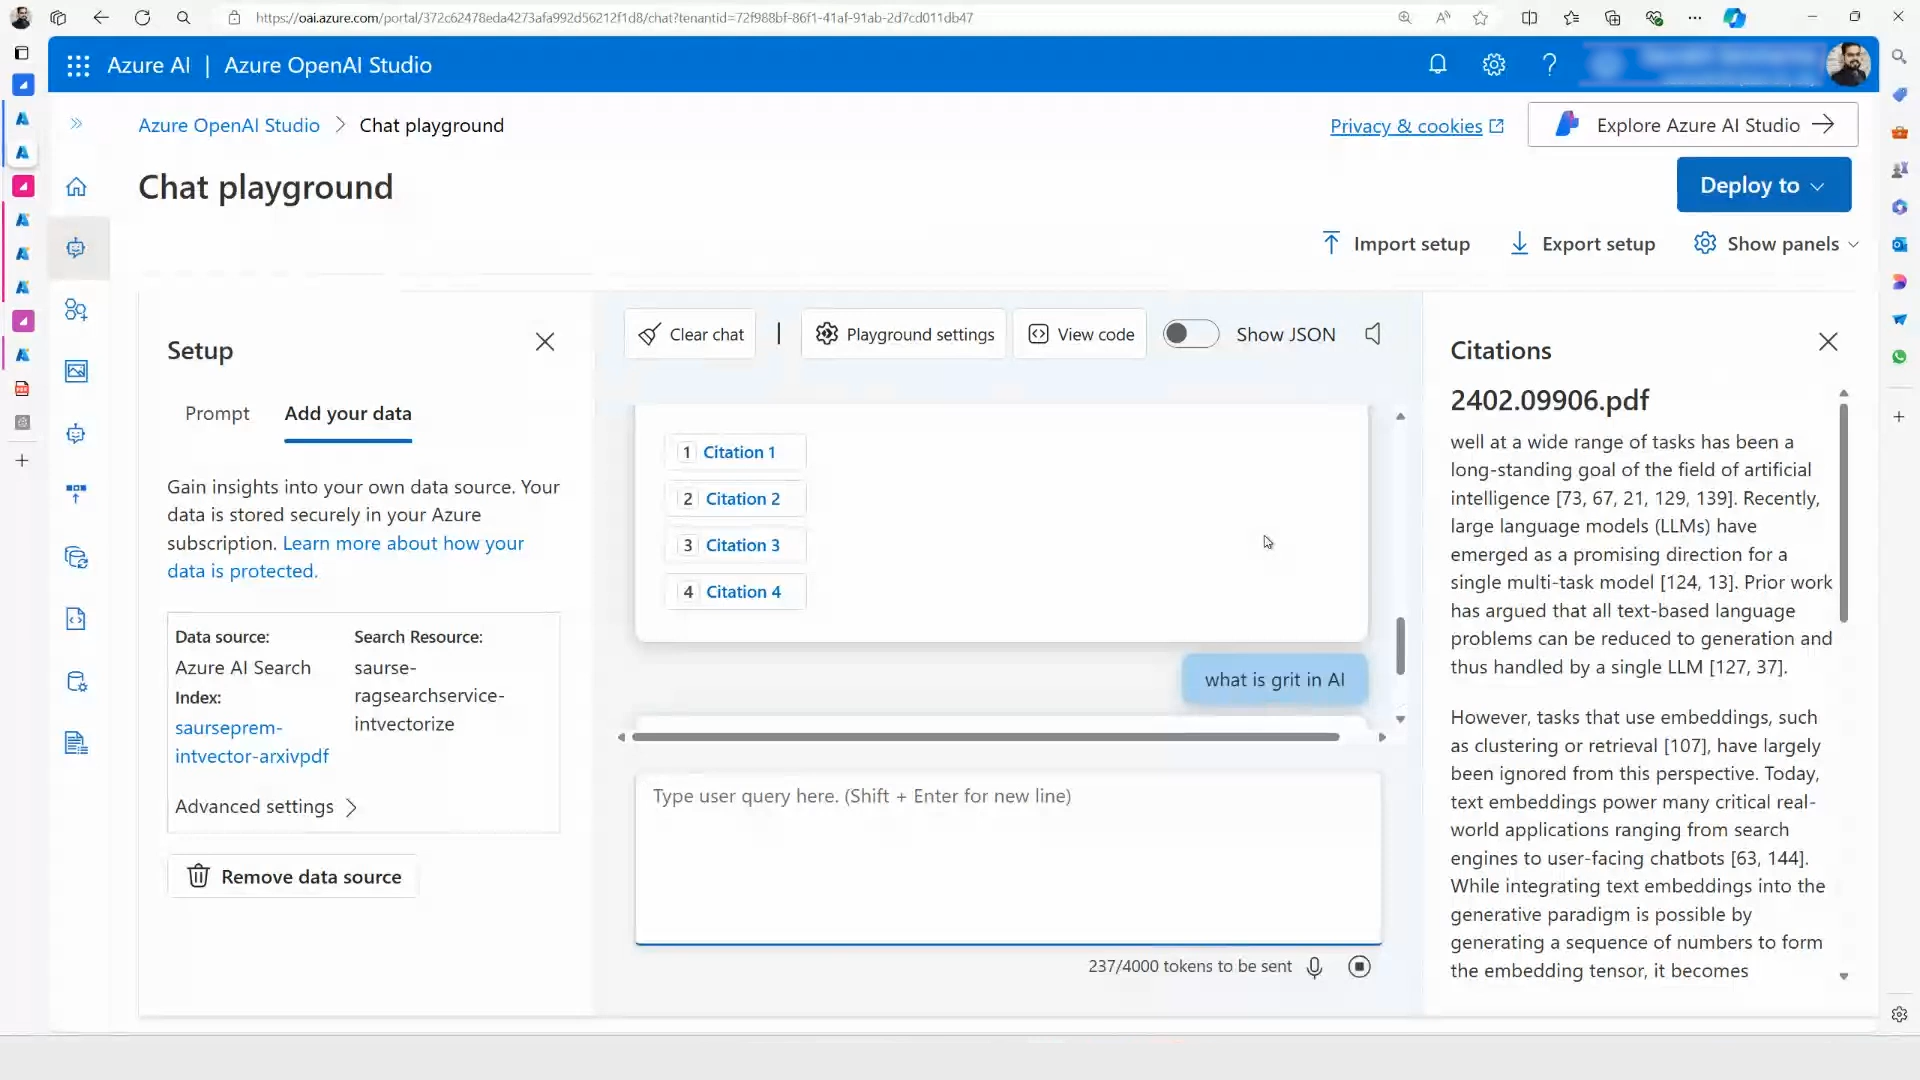 https://oai.azure.com/portal/372c62478eda4273afa992d56212f1d8/chat?tenantid=72f988bf-86f1-41af-91ab-2d7cd011db47
Azure AI | Azure OpenAI Studio
Azure OpenAI Studio > Chat playground
Privacy & cookies
Explore Azure AI Studio
Chat playground
Deploy to
Import setup
Export setup
Show panels
Setup
Prompt
Add your data
Gain insights into your own data source. Your
data is stored securely in your Azure
subscription. Learn more about how your
data is protected.
Data source:
Azure AI Search
Index:
saurseprem-
intvector-arxivpdf
Search Resource:
saurse-
ragsearchservice-
intvectorize
Advanced settings
Remove data source
Clear chat
Playground settings
View code
Show JSON
1 Citation 1
2 Citation 2
3 Citation 3
4 Citation 4
what is grit in AI
Type user query here. (Shift + Enter for new line)
237/4000 tokens to be sent
Citations
2402.09906.pdf
well at a wide range of tasks has been a
long-standing goal of the field of artificial
intelligence [73, 67, 21, 129, 139]. Recently,
large language models (LLMs) have
emerged as a promising direction for a
single multi-task model [124, 13]. Prior work
has argued that all text-based language
problems can be reduced to generation and
thus handled by a single LLM [127, 37].
However, tasks that use embeddings, such
as clustering or retrieval [107], have largely
been ignored from this perspective. Today,
text embeddings power many critical real-
world applications ranging from search
engines to user-facing chatbots [63, 144].
While integrating text embeddings into the
generative paradigm is possible by
generating a sequence of numbers to form
the embedding tensor, it becomes